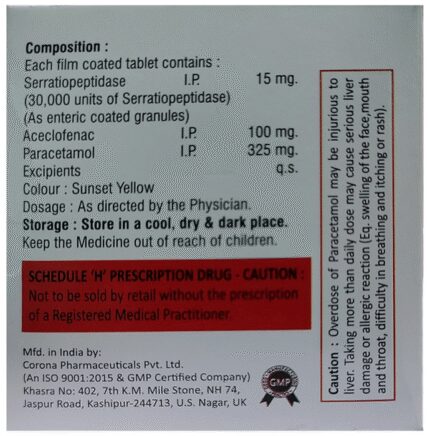 Composition :
Each film coated tablet contains :
Serratiopeptidase I.P. 15 mg.
(30,000 units of Serratiopeptidase)
(As enteric coated granules)
Aceclofenac I.P. 100 mg.
Paracetamol I.P. 325 mg.
Excipients q.s.
Colour : Sunset Yellow
Dosage : As directed by the Physician.
Storage : Store in a cool, dry & dark place.
Keep the Medicine out of reach of children.
SCHEDULE 'H' PRESCRIPTION DRUG - CAUTION :
Not to be sold by retail without the prescription
of a Registered Medical Practitioner.
Mfd. in India by:
Corona Pharmaceuticals Pvt. Ltd.
(An ISO 9001:2015 & GMP Certified Company)
Khasra No: 402, 7th K.M. Mile Stone, NH 74,
Jaspur Road, Kashipur-244713, U.S. Nagar, UK
GMP
Caution : Overdose of Paracetamol may be injurious to
liver. Taking more than daily dose may cause serious liver
damage or allergic reaction (Eq. swelling of the face,mouth
and throat, difficulty in breathing and itching or rash).